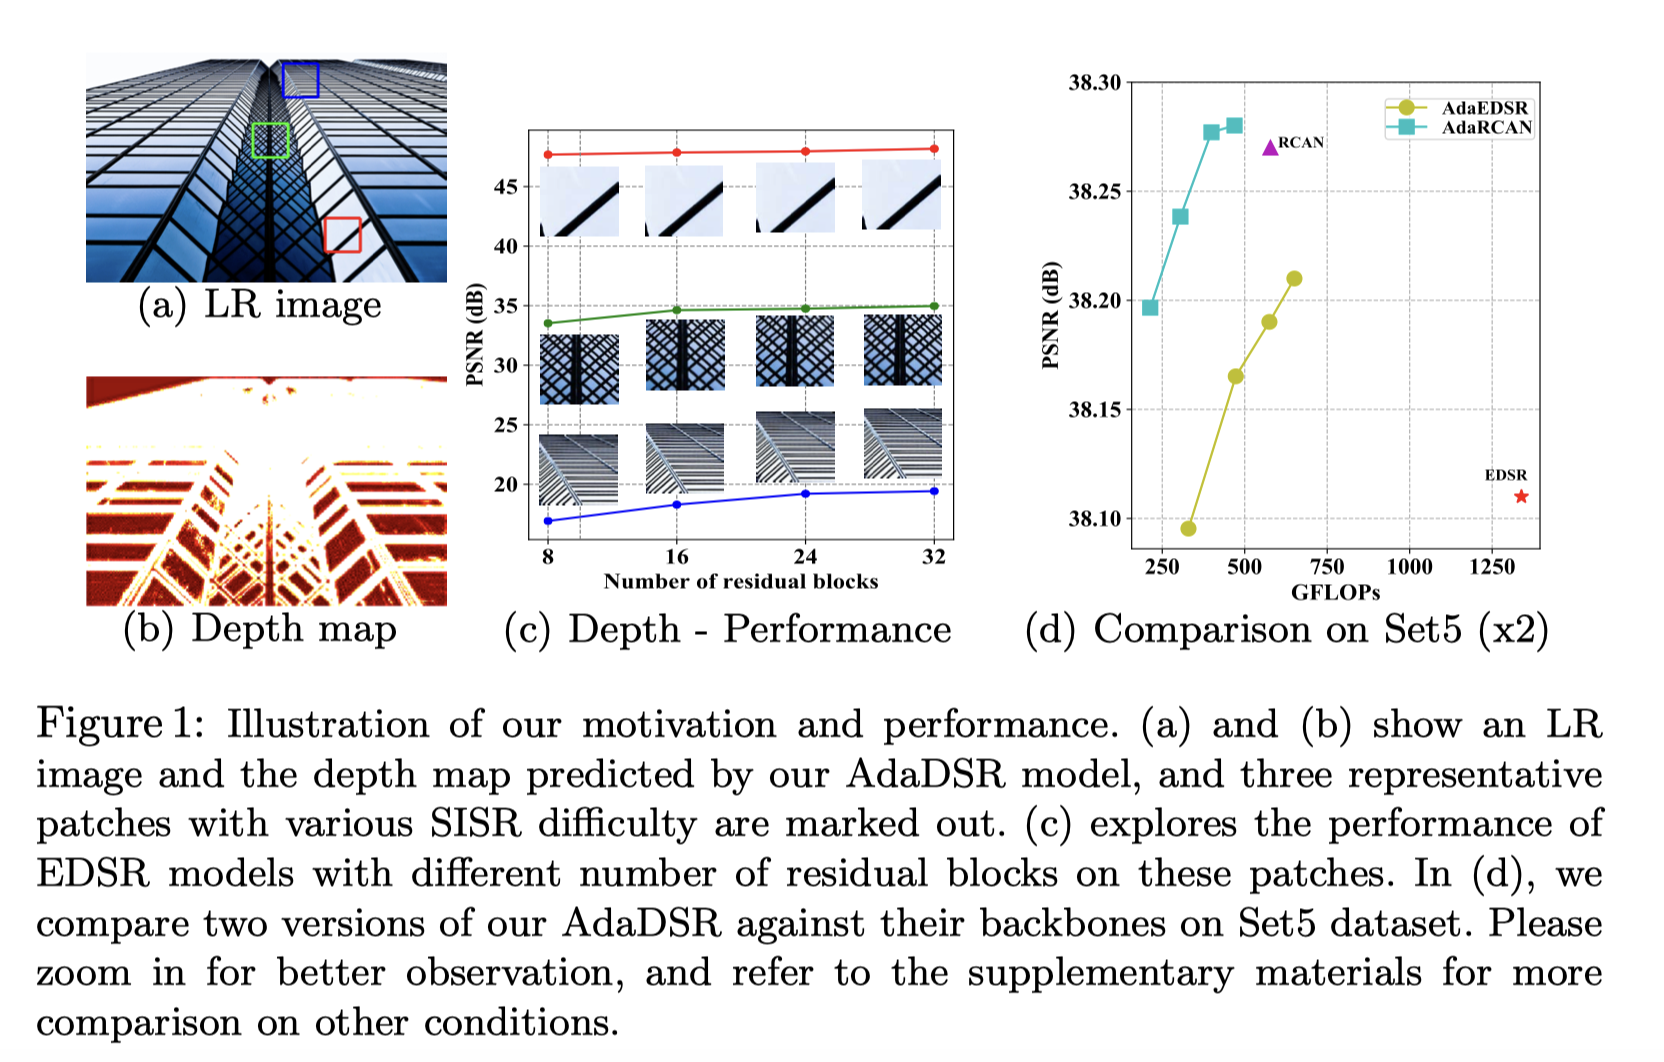 (a) LR image
(b) Depth map
PSNR (dB)
45
40
35
30
25
20
8 16 24 32
Number of residual blocks
(c) Depth - Performance
PSNR (dB)
38.30
38.25
38.20
38.15
38.10
AdaEDSR
AdaRCAN
RCAN
EDSR
250 500 750 1000 1250
GFLOPs
(d) Comparison on Set5 (x2)
Figure 1: Illustration of our motivation and performance. (a) and (b) show an LR
image and the depth map predicted by our AdaDSR model, and three representative
patches with various SISR difficulty are marked out. (c) explores the performance of
EDSR models with different number of residual blocks on these patches. In (d), we
compare two versions of our AdaDSR against their backbones on Set5 dataset. Please
zoom in for better observation, and refer to the supplementary materials for more
comparison on other conditions.